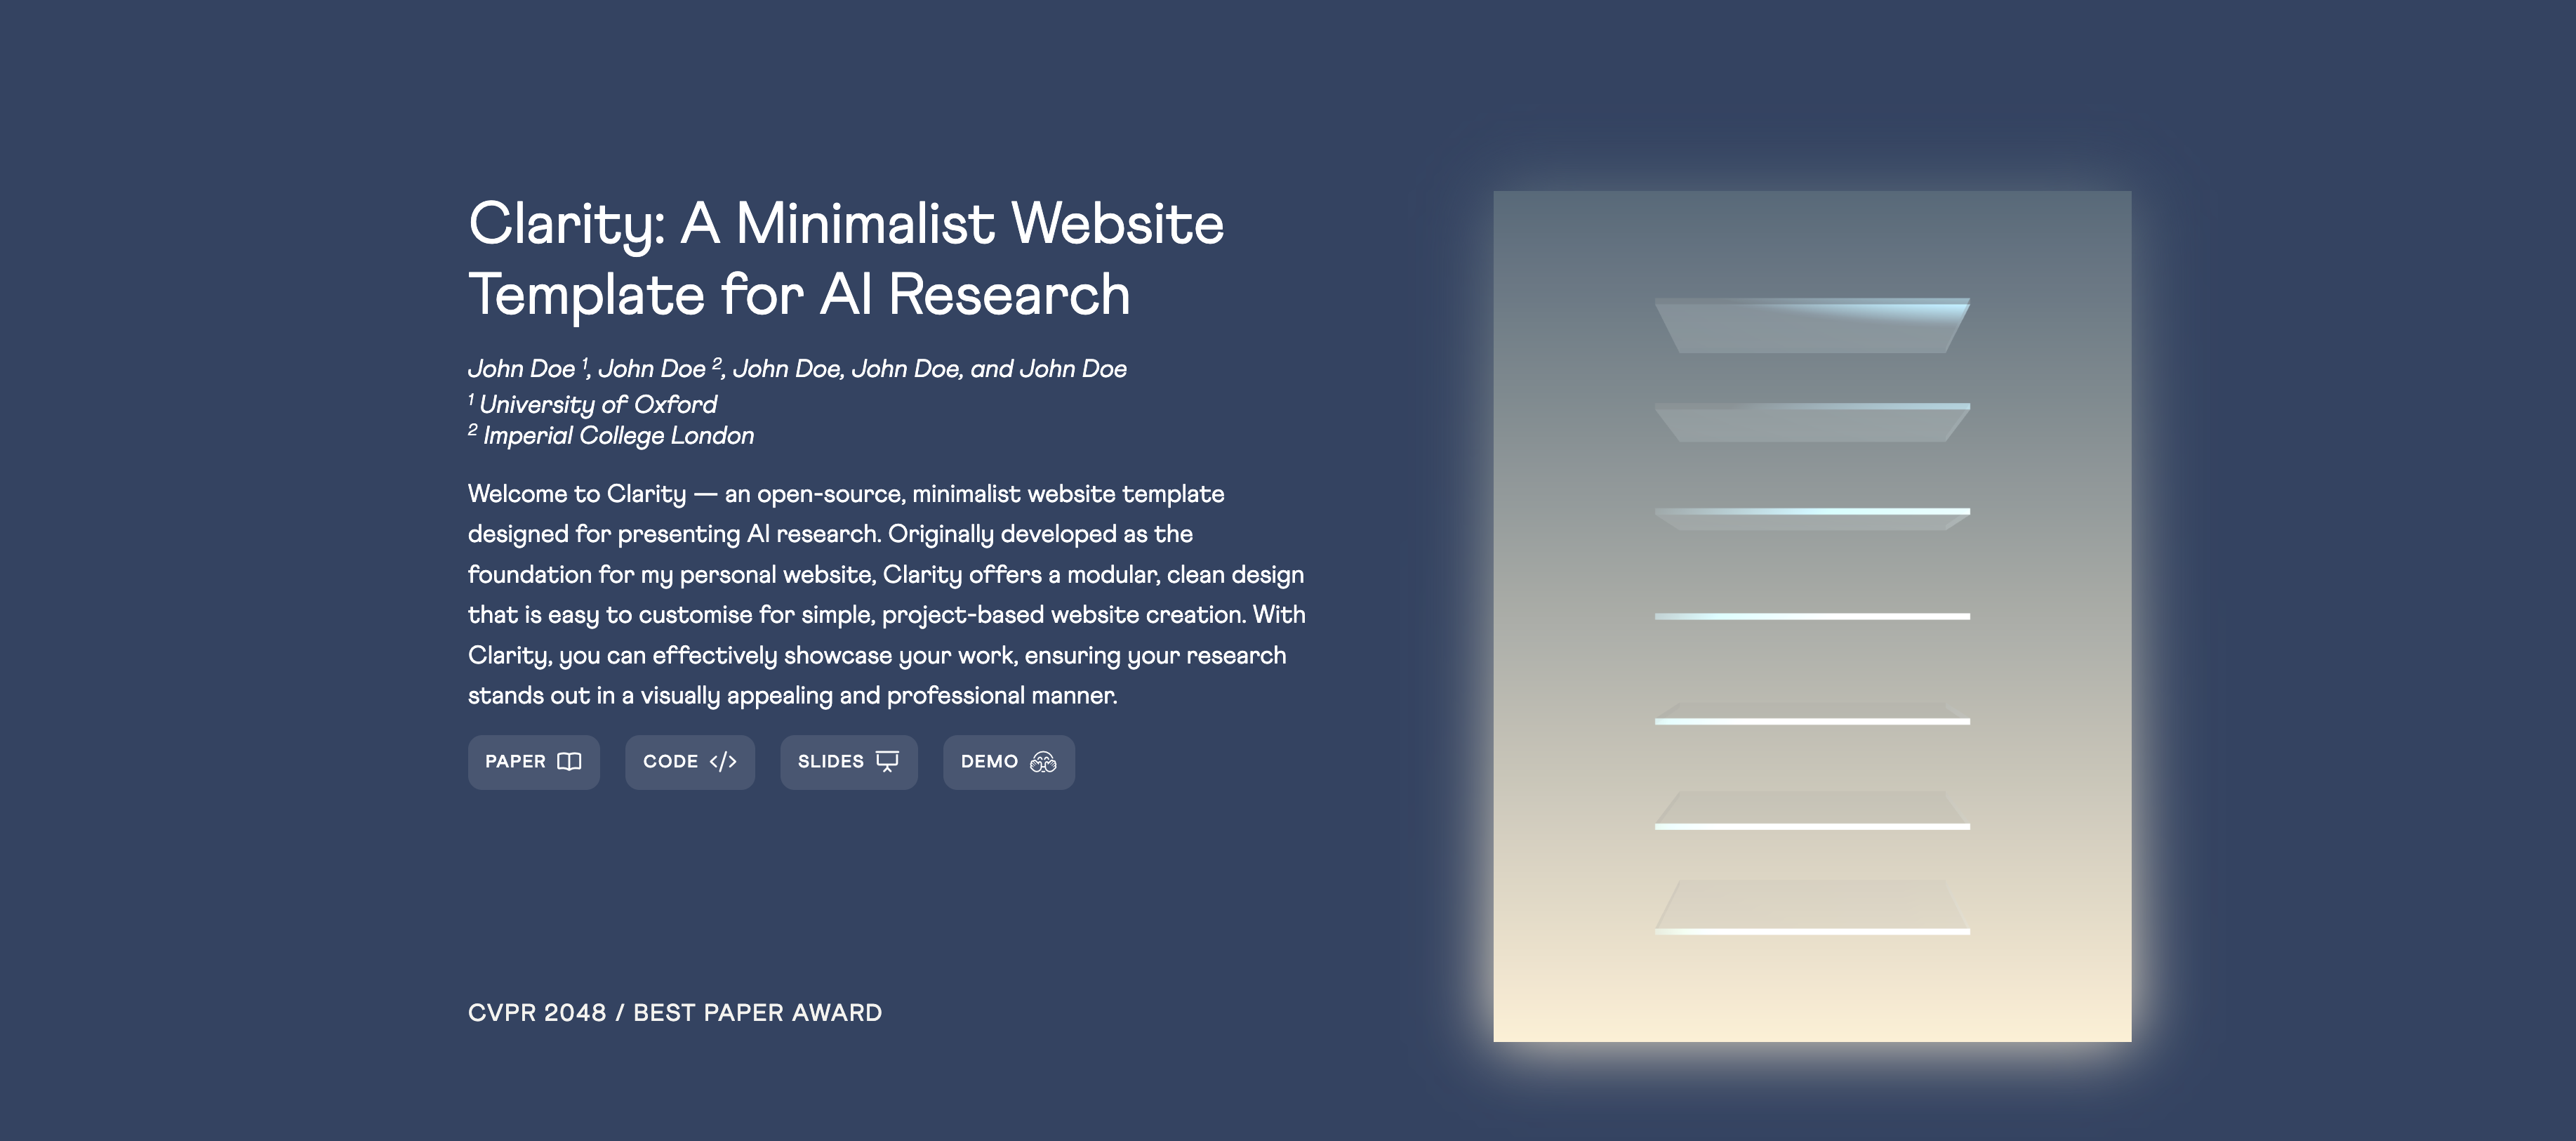 Clarity: A Minimalist Website
Template for AI Research
John Doe ¹, John Doe ², John Doe, John Doe, and John Doe
¹ University of Oxford
² Imperial College London
Welcome to Clarity — an open-source, minimalist website template
designed for presenting AI research. Originally developed as the
foundation for my personal website, Clarity offers a modular, clean design
that is easy to customise for simple, project-based website creation. With
Clarity, you can effectively showcase your work, ensuring your research
stands out in a visually appealing and professional manner.
PAPER CODE </> SLIDES DEMO
CVPR 2048 / BEST PAPER AWARD